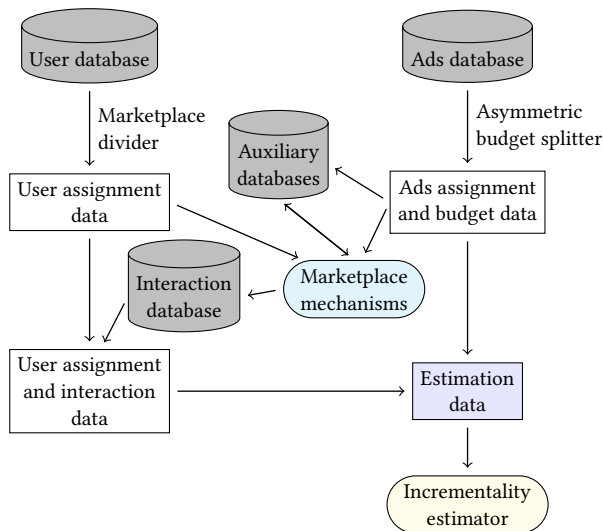 User database
Ads database
Marketplace
divider
Asymmetric
budget splitter
Auxiliary
databases
User assignment
data
Ads assignment
and budget data
Interaction
database
Marketplace
mechanisms
User assignment
and interaction
data
Estimation
data
Incrementality
estimator